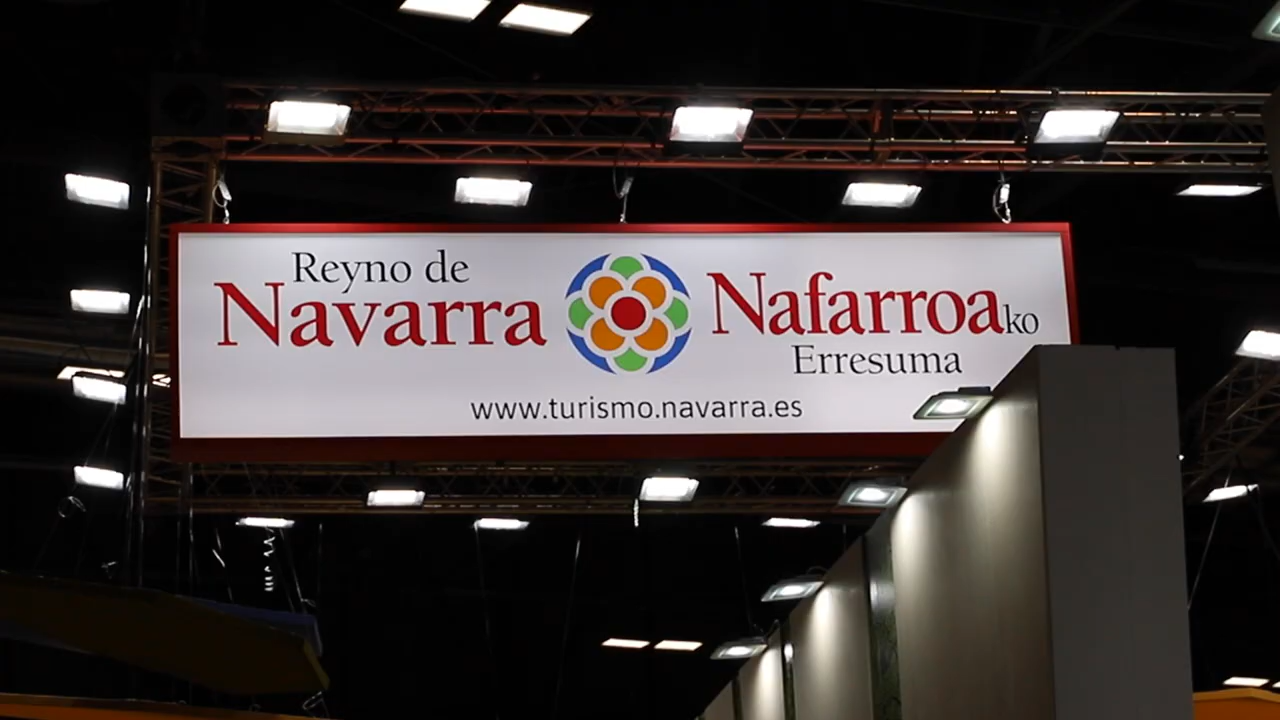 Reyno de
Navarra
Nafarroako
Erresuma
www.turismo.navarra.es